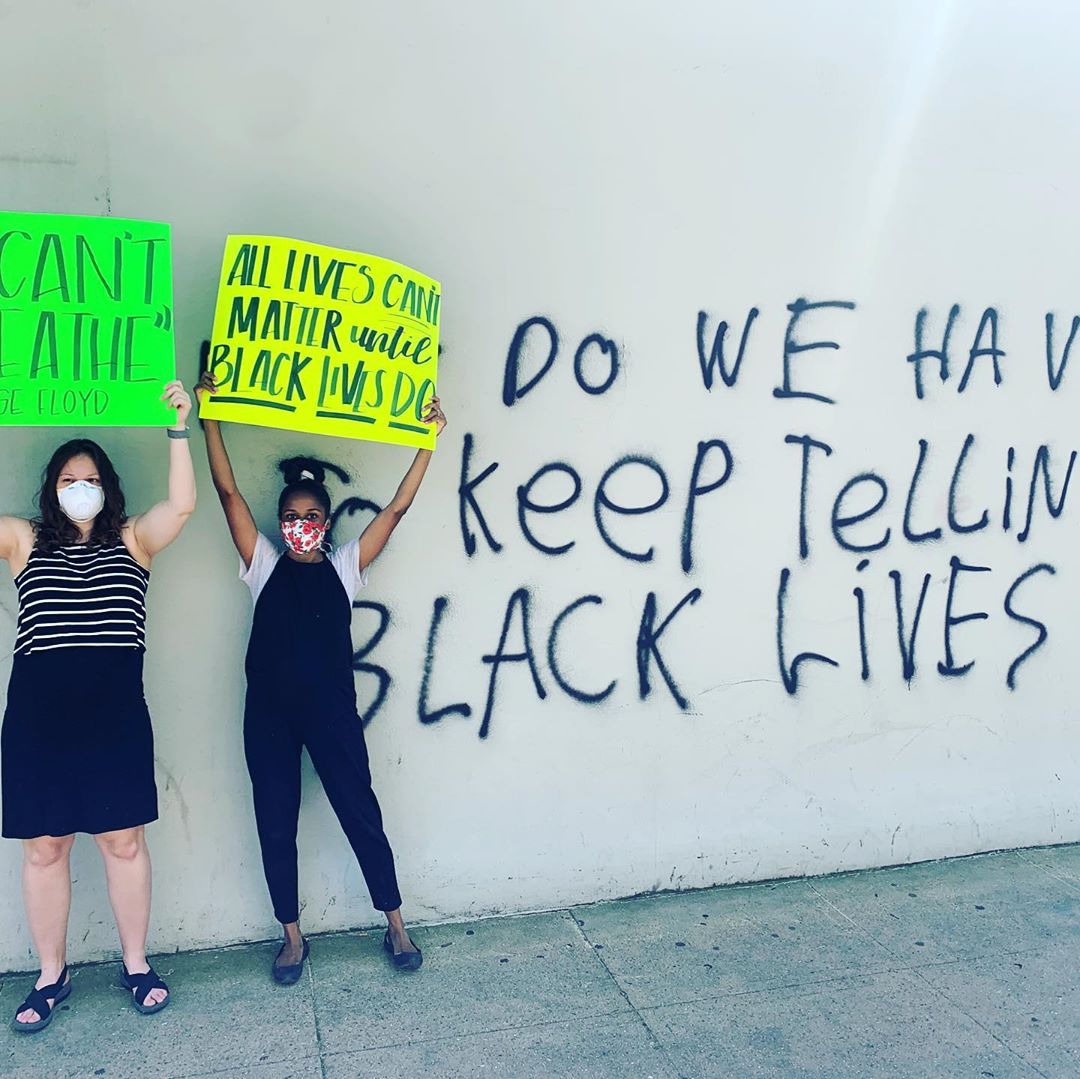 CAN'T
EATHE"
GE FLOYD
ALL LIVES CAN'T
MATTER until
BLACK LIVES DO
DO WE HAV
KEEP TELLIN
BLACK LIVES